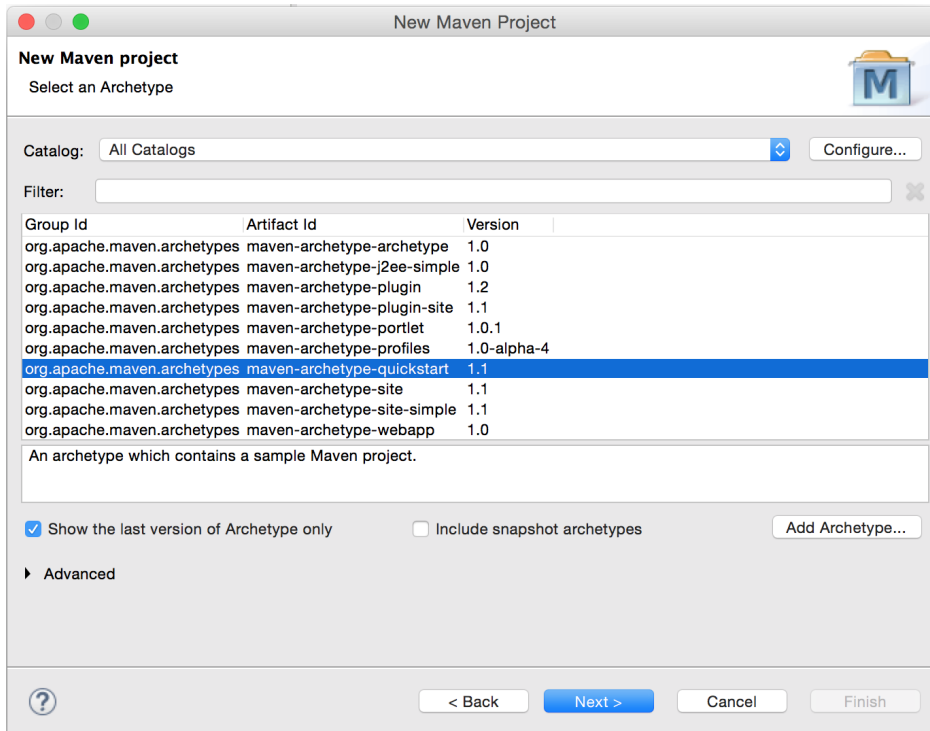 New Maven Project
New Maven project
Select an Archetype
M
Catalog: All Catalogs Configure...
Filter:
Group Id Artifact Id Version
org.apache.maven.archetypes maven-archetype-archetype 1.0
org.apache.maven.archetypes maven-archetype-j2ee-simple 1.0
org.apache.maven.archetypes maven-archetype-plugin 1.2
org.apache.maven.archetypes maven-archetype-plugin-site 1.1
org.apache.maven.archetypes maven-archetype-portlet 1.0.1
org.apache.maven.archetypes maven-archetype-profiles 1.0-alpha-4
org.apache.maven.archetypes maven-archetype-quickstart 1.1
org.apache.maven.archetypes maven-archetype-site 1.1
org.apache.maven.archetypes maven-archetype-site-simple 1.1
org.apache.maven.archetypes maven-archetype-webapp 1.0
An archetype which contains a sample Maven project.
Show the last version of Archetype only Include snapshot archetypes Add Archetype...
Advanced
? < Back Next > Cancel Finish